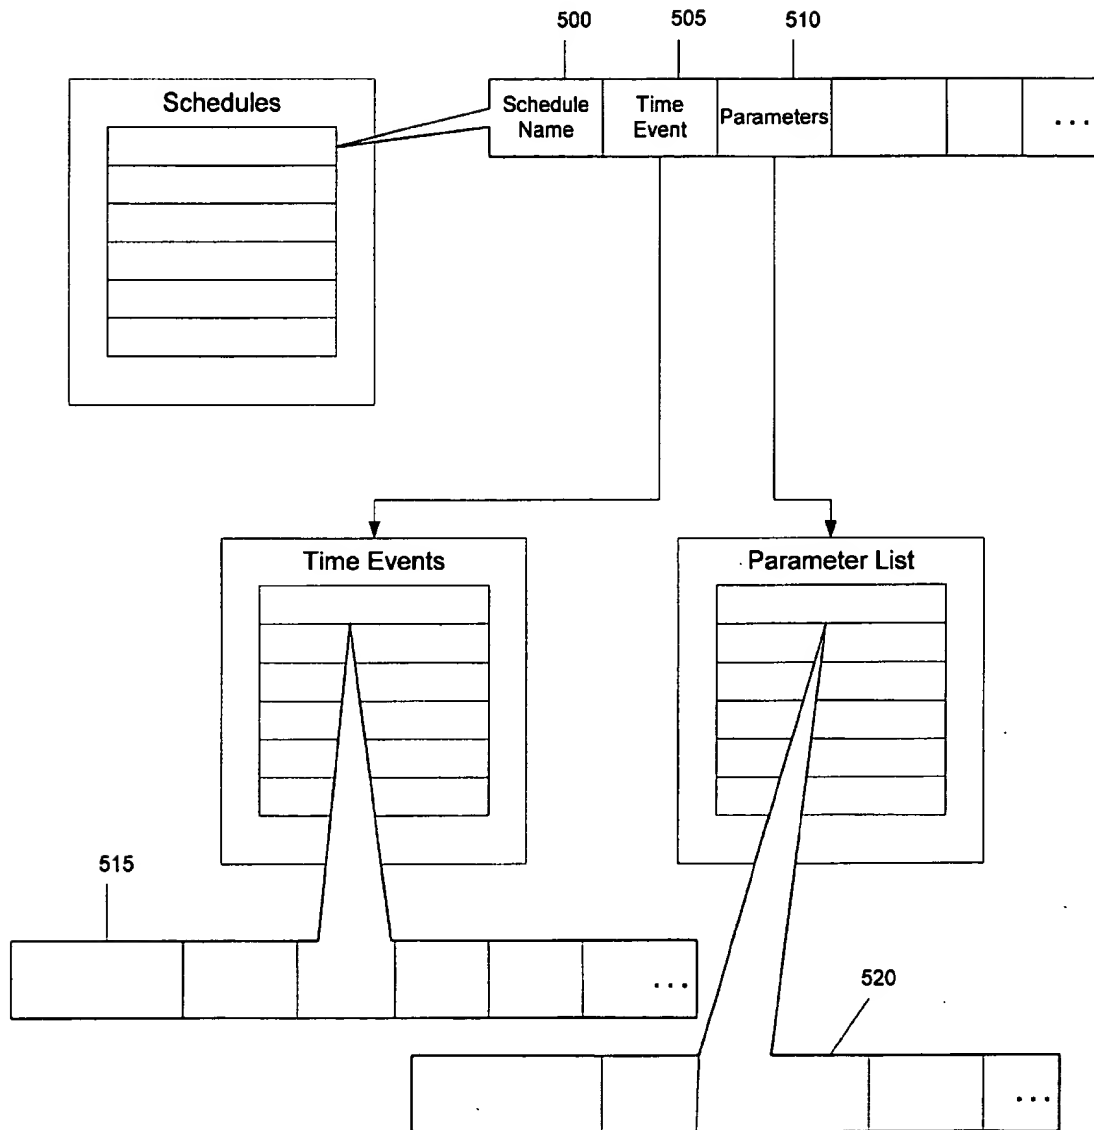 500 505 510
Schedules
Schedule Name
Time Event
Parameters
...
Time Events
Parameter List
515
...
520
...